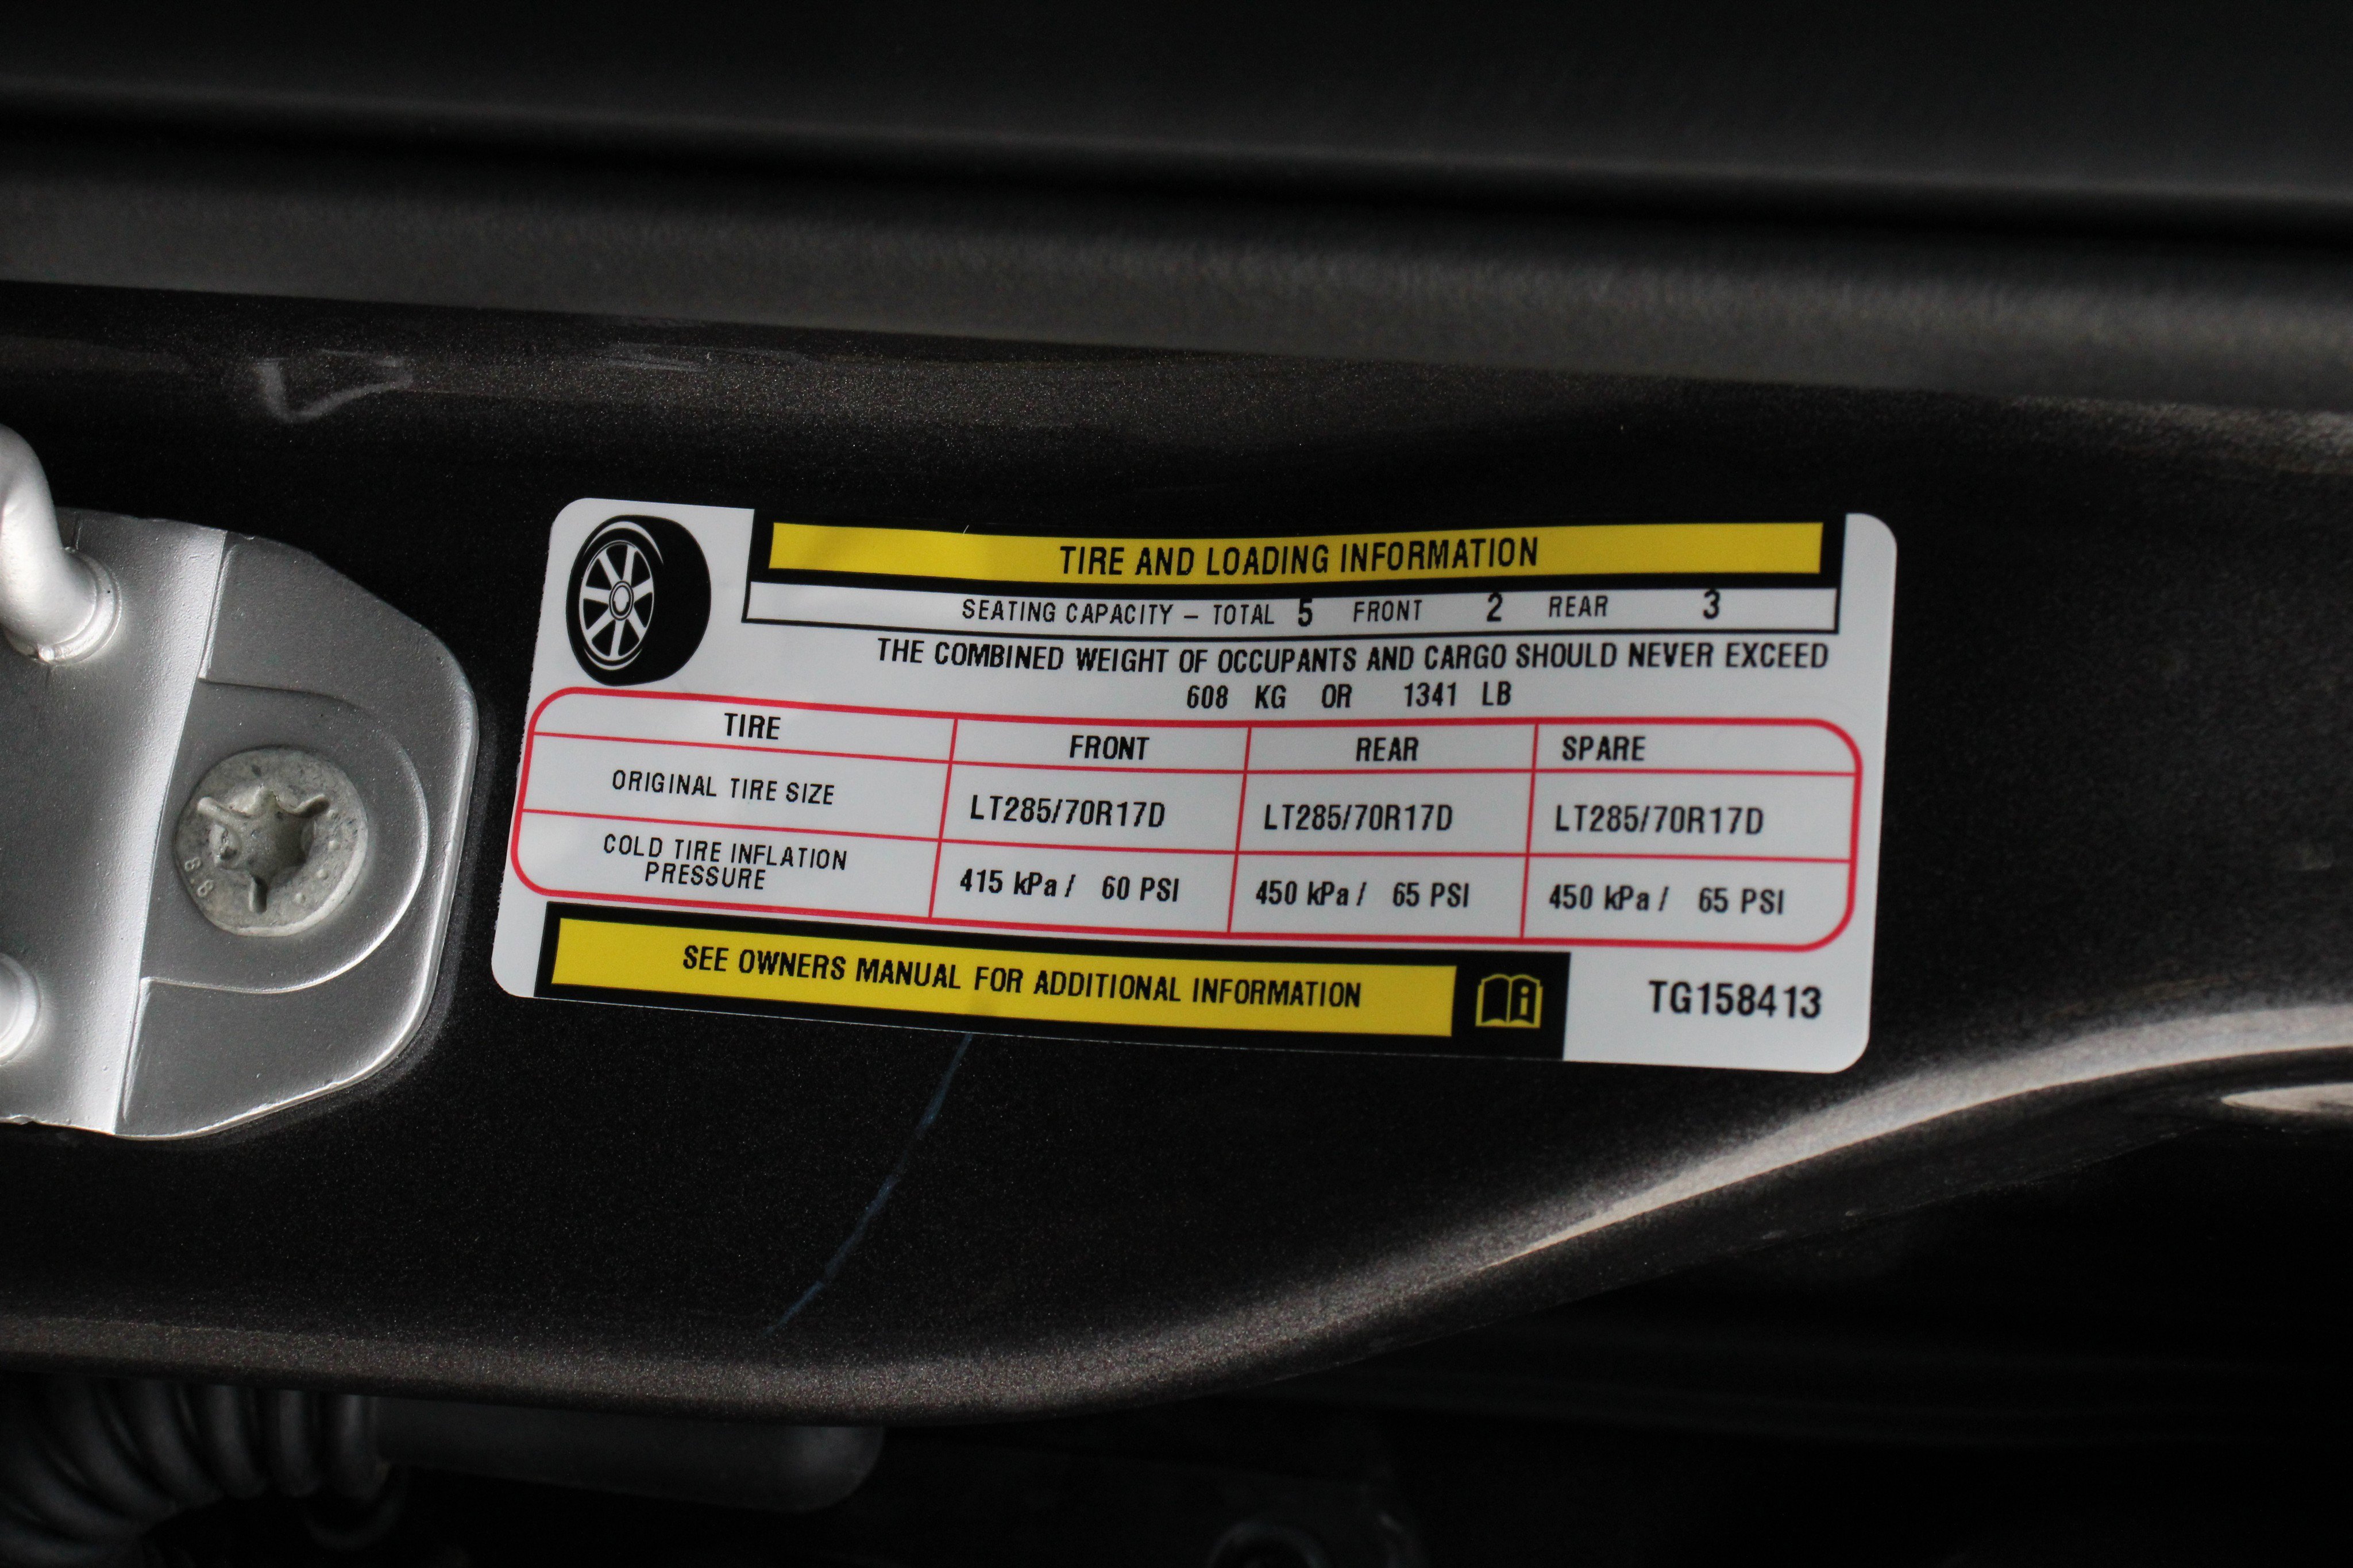 TIRE AND LOADING INFORMATION
SEATING CAPACITY – TOTAL 5 FRONT 2 REAR 3
THE COMBINED WEIGHT OF OCCUPANTS AND CARGO SHOULD NEVER EXCEED
608 KG OR 1341 LB
TIRE FRONT REAR SPARE
ORIGINAL TIRE SIZE LT285/70R17D LT285/70R17D LT285/70R17D
COLD TIRE INFLATION
PRESSURE 415 kPa / 60 PSI 450 kPa / 65 PSI 450 kPa / 65 PSI
SEE OWNERS MANUAL FOR ADDITIONAL INFORMATION
TG158413
8.8